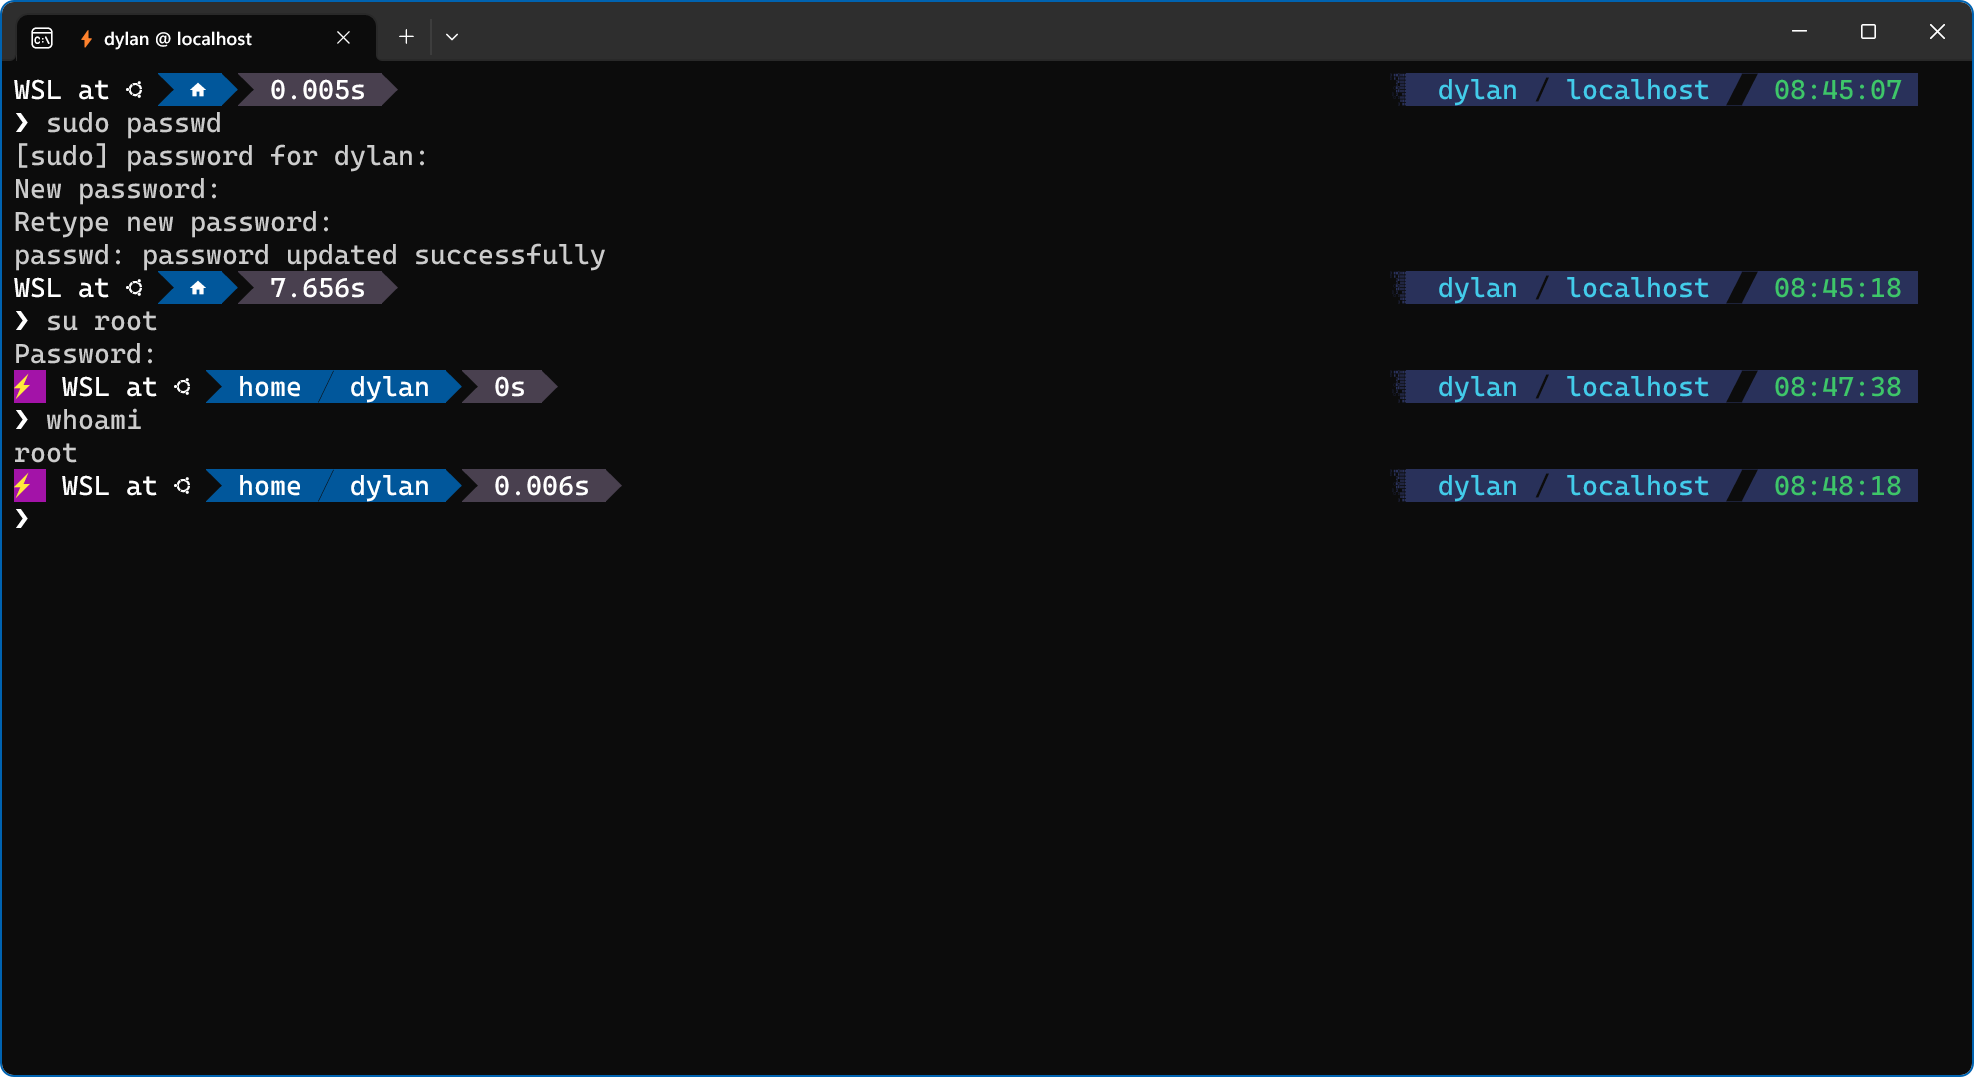 dylan @ localhost
WSL at 0.005s dylan / localhost 08:45:07
❯ sudo passwd
[sudo] password for dylan:
New password:
Retype new password:
passwd: password updated successfully
WSL at 7.656s dylan / localhost 08:45:18
❯ su root
Password:
⚡ WSL at home dylan 0s dylan / localhost 08:47:38
❯ whoami
root
⚡ WSL at home dylan 0.006s dylan / localhost 08:48:18
❯